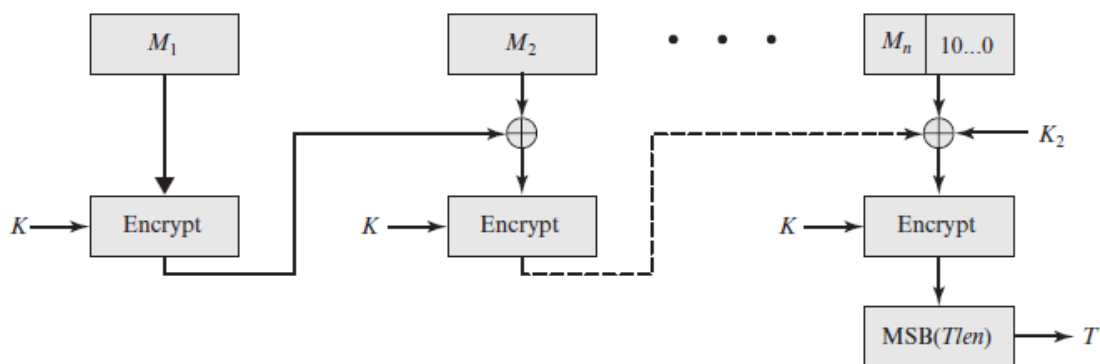 M₁
M₂
Mₙ 10...0
K₂
K Encrypt
K Encrypt
K Encrypt
MSB(Tlen) T